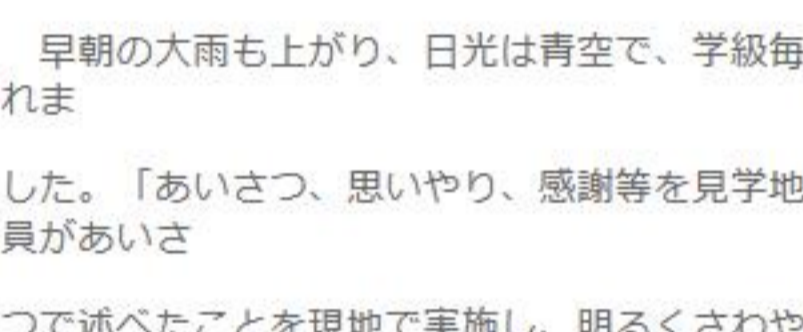 早朝の大雨も上がり、日光は青空で、学級毎
れま
した。「あいさつ、思いやり、感謝等を見学地
員があいさ
つで述べたことを現地で実施し、明るくさわや